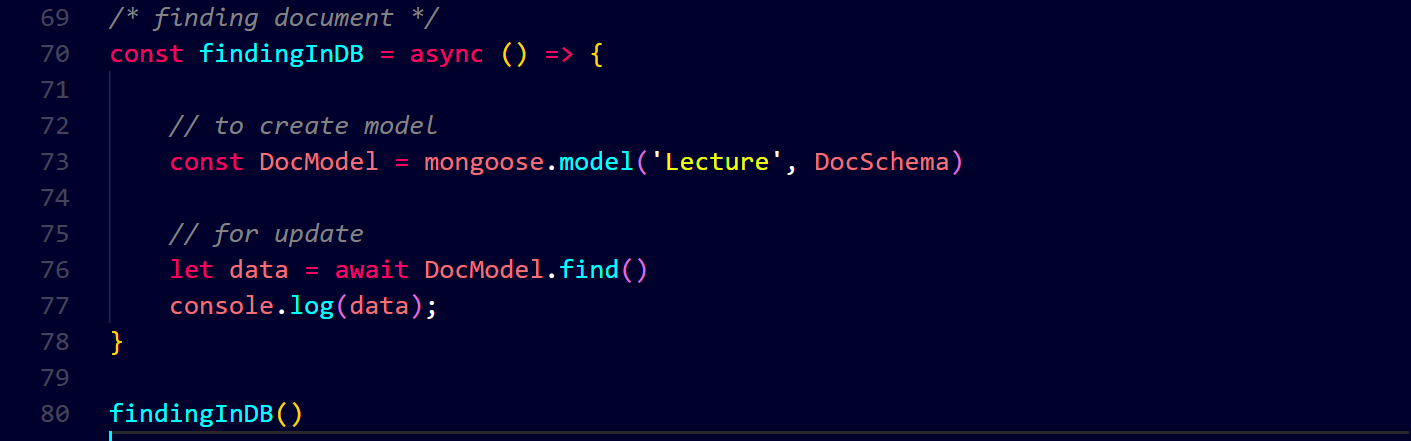 69 /* finding document */
70 const findingInDB = async () => {
71
72 // to create model
73 const DocModel = mongoose.model('Lecture', DocSchema)
74
75 // for update
76 let data = await DocModel.find()
77 console.log(data);
78 }
79
80 findingInDB()